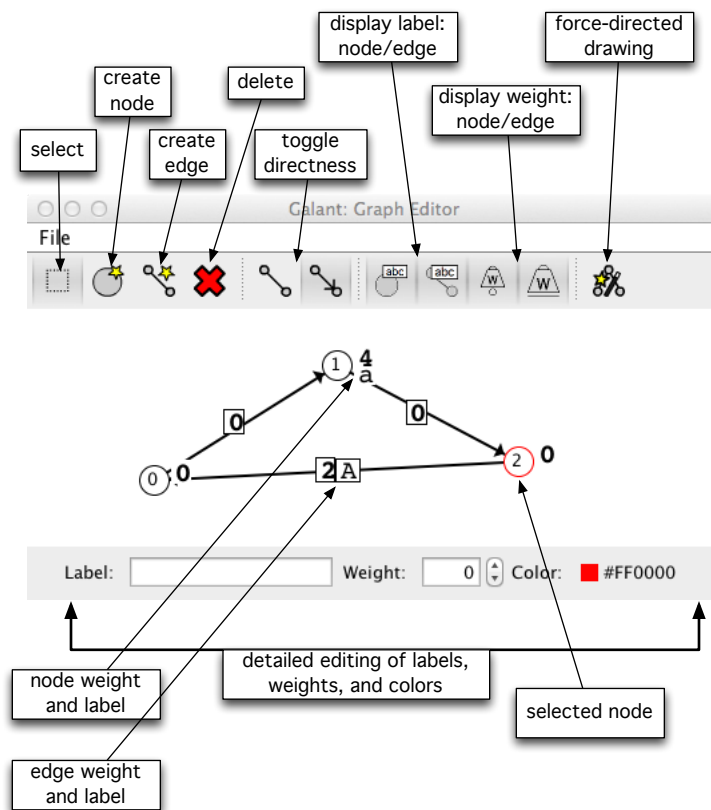 display label:
node/edge
force-directed
drawing
create
node
delete
display weight:
node/edge
select
create
edge
toggle
directness
Galant: Graph Editor
File
abc
abc
W
W
1
4
a
0
0
0
0
2 A
2
0
Label:
Weight:
0
Color:
#FF0000
detailed editing of labels,
weights, and colors
node weight
and label
selected node
edge weight
and label